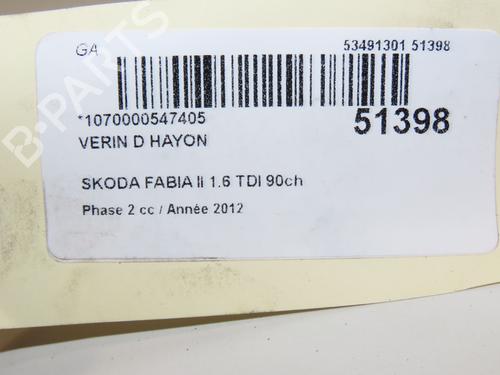 GA
53491301 51398
*1070000547405
51398
VERIN D HAYON
SKODA FABIA II 1.6 TDI 90ch
Phase 2 cc / Année 2012
B-PARTS